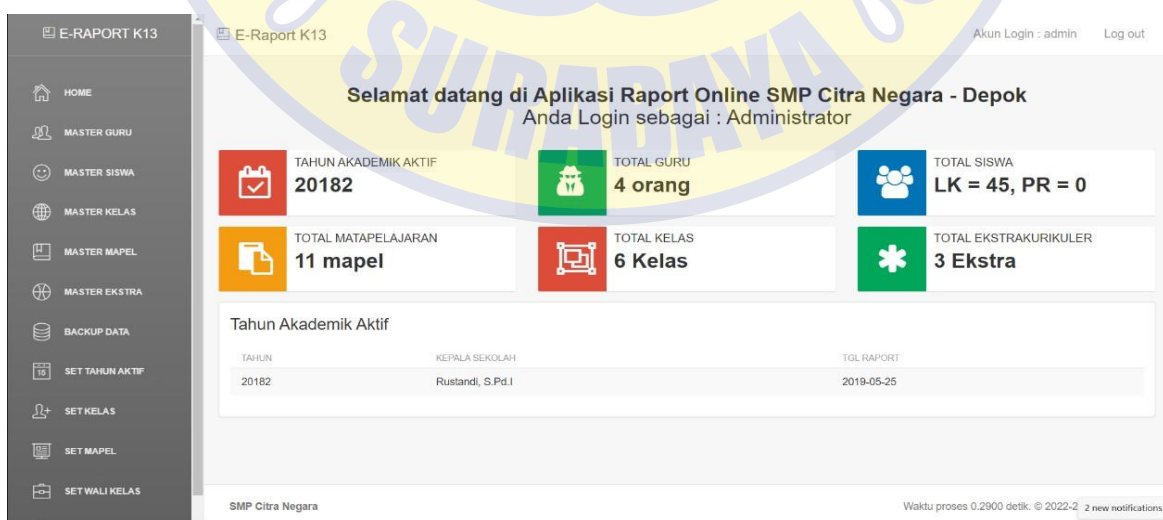 E-RAPORT K13
HOME
MASTER GURU
MASTER SISWA
MASTER KELAS
MASTER MAPEL
MASTER EKSTRA
BACKUP DATA
16
SET TAHUN AKTIF
SET KELAS
SET MAPEL
SET WALI KELAS
E-Raport K13
Akun Login : admin Log out
SURABAYA
Selamat datang di Aplikasi Raport Online SMP Citra Negara - Depok
Anda Login sebagai : Administrator
TAHUN AKADEMIK AKTIF
20182
TOTAL GURU
4 orang
TOTAL SISWA
LK = 45, PR = 0
TOTAL MATAPELAJARAN
11 mapel
TOTAL KELAS
6 Kelas
TOTAL EKSTRAKURIKULER
3 Ekstra
Tahun Akademik Aktif
TAHUN KEPALA SEKOLAH TGL RAPORT
20182 Rustandi, S.Pd.I 2019-05-25
SMP Citra Negara
Waktu proses 0.2900 detik. © 2022-2
2 new notifications